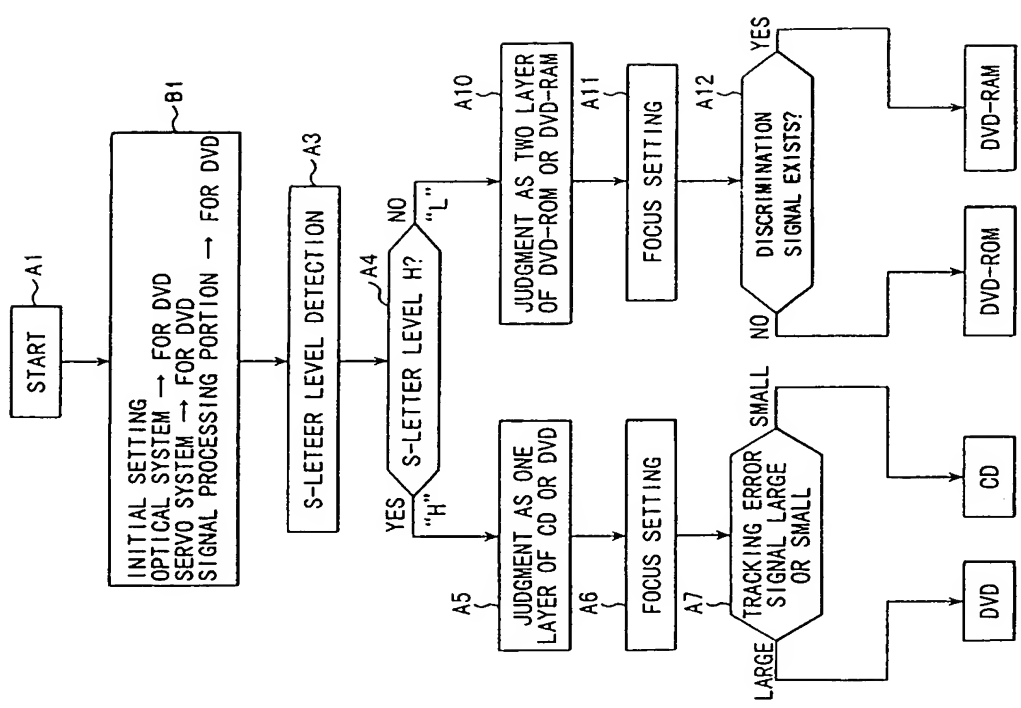 START
A1
INITIAL SETTING
OPTICAL SYSTEM → FOR DVD
SERVO SYSTEM → FOR DVD
SIGNAL PROCESSING PORTION → FOR DVD
B1
S-LETEER LEVEL DETECTION
A3
S-LETTER LEVEL H?
A4
YES
"H"
NO
"L"
JUDGMENT AS ONE
LAYER OF CD OR DVD
A5
FOCUS SETTING
A6
TRACKING ERROR
SIGNAL LARGE
OR SMALL
A7
LARGE
SMALL
DVD
CD
JUDGMENT AS TWO LAYER
OF DVD-ROM OR DVD-RAM
A10
FOCUS SETTING
A11
DISCRIMINATION
SIGNAL EXISTS?
A12
NO
YES
DVD-ROM
DVD-RAM